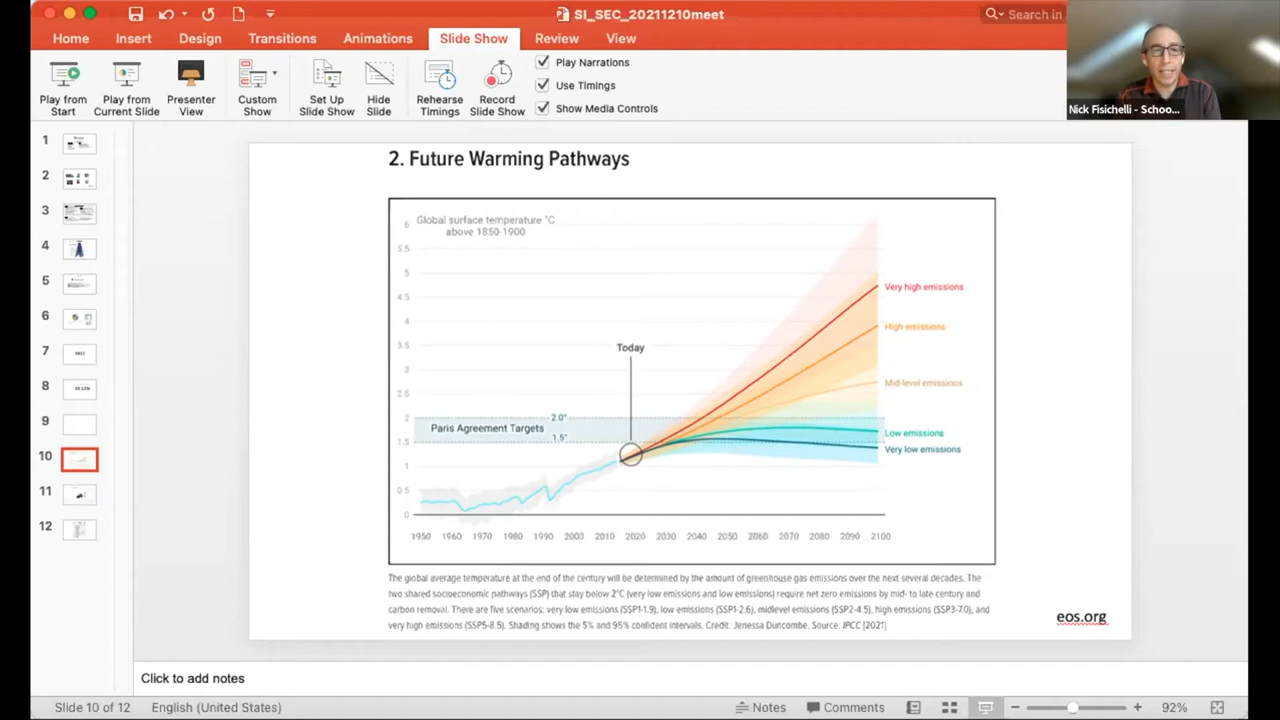 SI_SEC_20211210meet
Search in
Home Insert Design Transitions Animations Slide Show Review View
Play from Start
Play from Current Slide
Presenter View
Custom Show
Set Up Slide Show
Hide Slide
Rehearse Timings
Record Slide Show
Play Narrations
Use Timings
Show Media Controls
Nick Fisichelli - Schoo...
1
2
3
4
5
6
7
8
9
10
11
12
2. Future Warming Pathways
Global surface temperature °C
above 1850-1900
6
5.5
5
4.5
4
3.5
3
2.5
2
1.5
1
0.5
0
Very high emissions
High emissions
Mid-level emissions
Low emissions
Very low emissions
Today
Paris Agreement Targets
2.0°
1.5°
1950 1960 1970 1980 1990 2000 2010 2020 2030 2040 2050 2060 2070 2080 2090 2100
The global average temperature at the end of the century will be determined by the amount of greenhouse gas emissions over the next several decades. The
two shared socioeconomic pathways (SSP) that stay below 2°C (very low emissions and low emissions) require net zero emissions by mid- to late century and
carbon removal. There are five scenarios: very low emissions (SSP1-1.9), low emissions (SSP1-2.6), midlevel emissions (SSP2-4.5), high emissions (SSP3-7.0), and
very high emissions (SSP5-8.5). Shading shows the 5% and 95% confident intervals. Credit: Jenessa Duncombe. Source: IPCC [2021]
eos.org
Click to add notes
Slide 10 of 12 English (United States) Notes Comments 92%